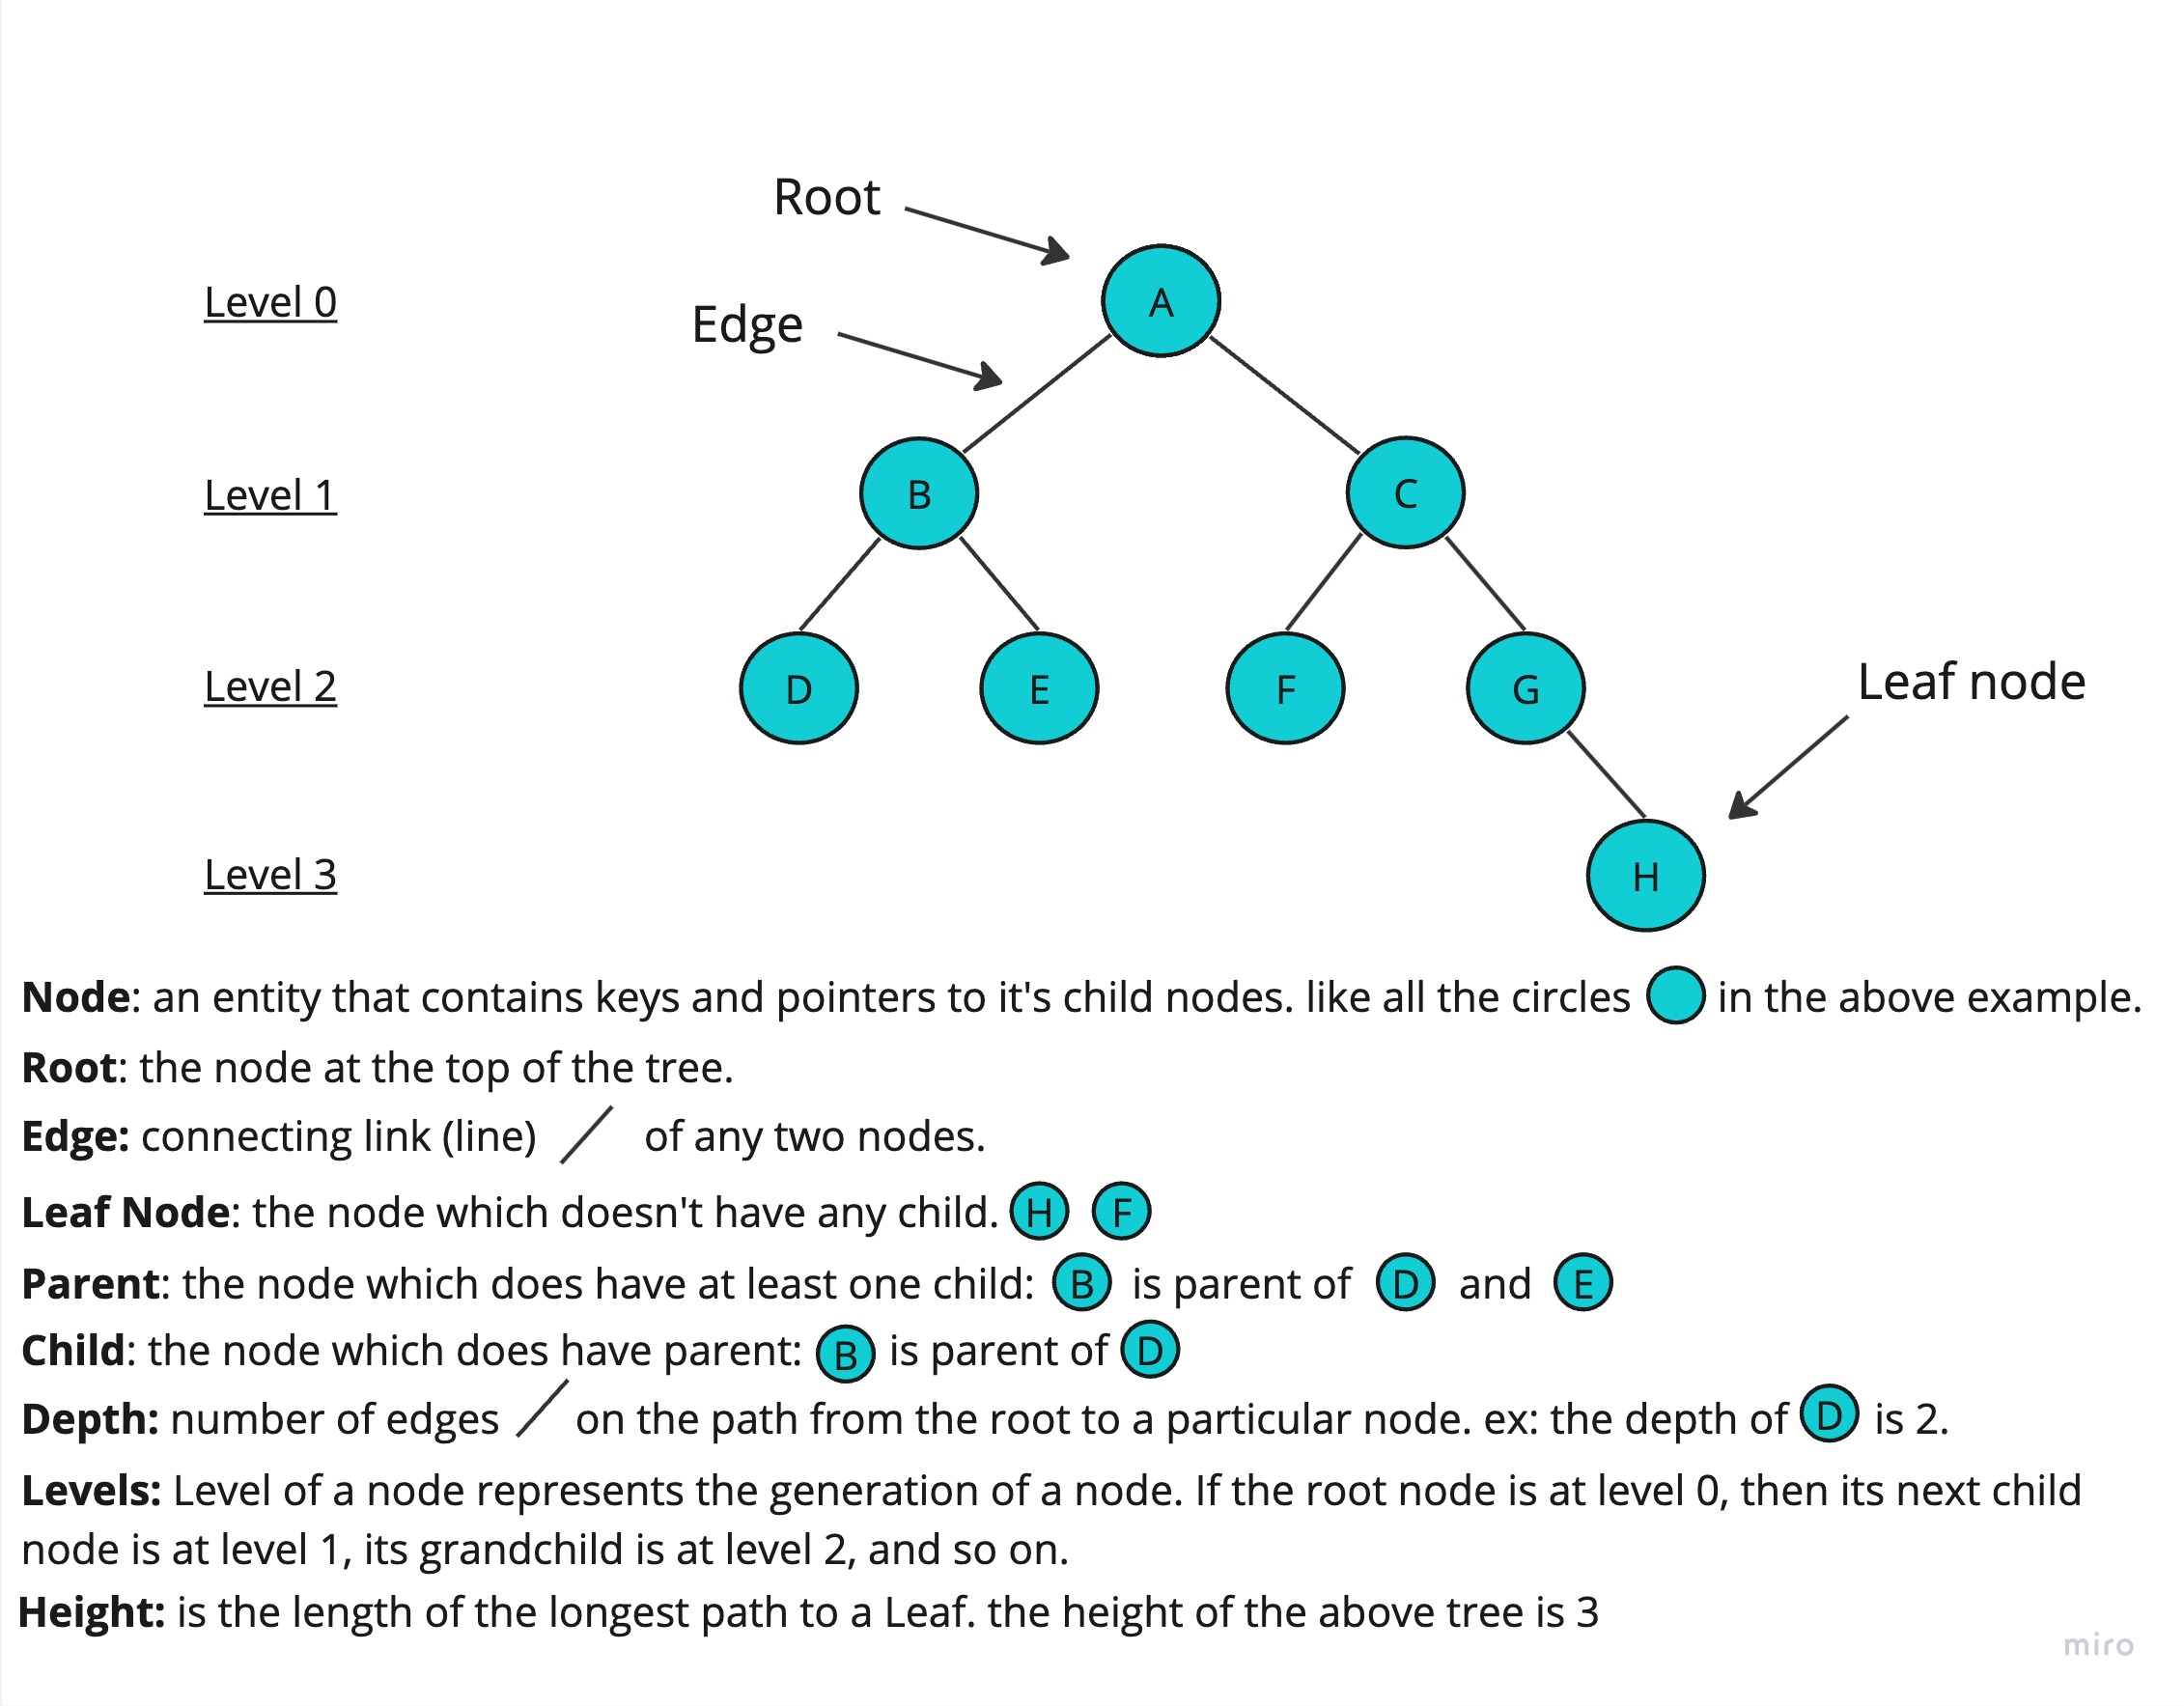 Root
Level 0
A
Edge
Level 1
B
C
Level 2
D
E
F
G
Leaf node
Level 3
H
Node: an entity that contains keys and pointers to it's child nodes. like all the circles in the above example.
Root: the node at the top of the tree.
Edge: connecting link (line) of any two nodes.
Leaf Node: the node which doesn't have any child. H F
Parent: the node which does have at least one child: B is parent of D and E
Child: the node which does have parent: B is parent of D
Depth: number of edges on the path from the root to a particular node. ex: the depth of D is 2.
Levels: Level of a node represents the generation of a node. If the root node is at level 0, then its next child
node is at level 1, its grandchild is at level 2, and so on.
Height: is the length of the longest path to a Leaf. the height of the above tree is 3
miro